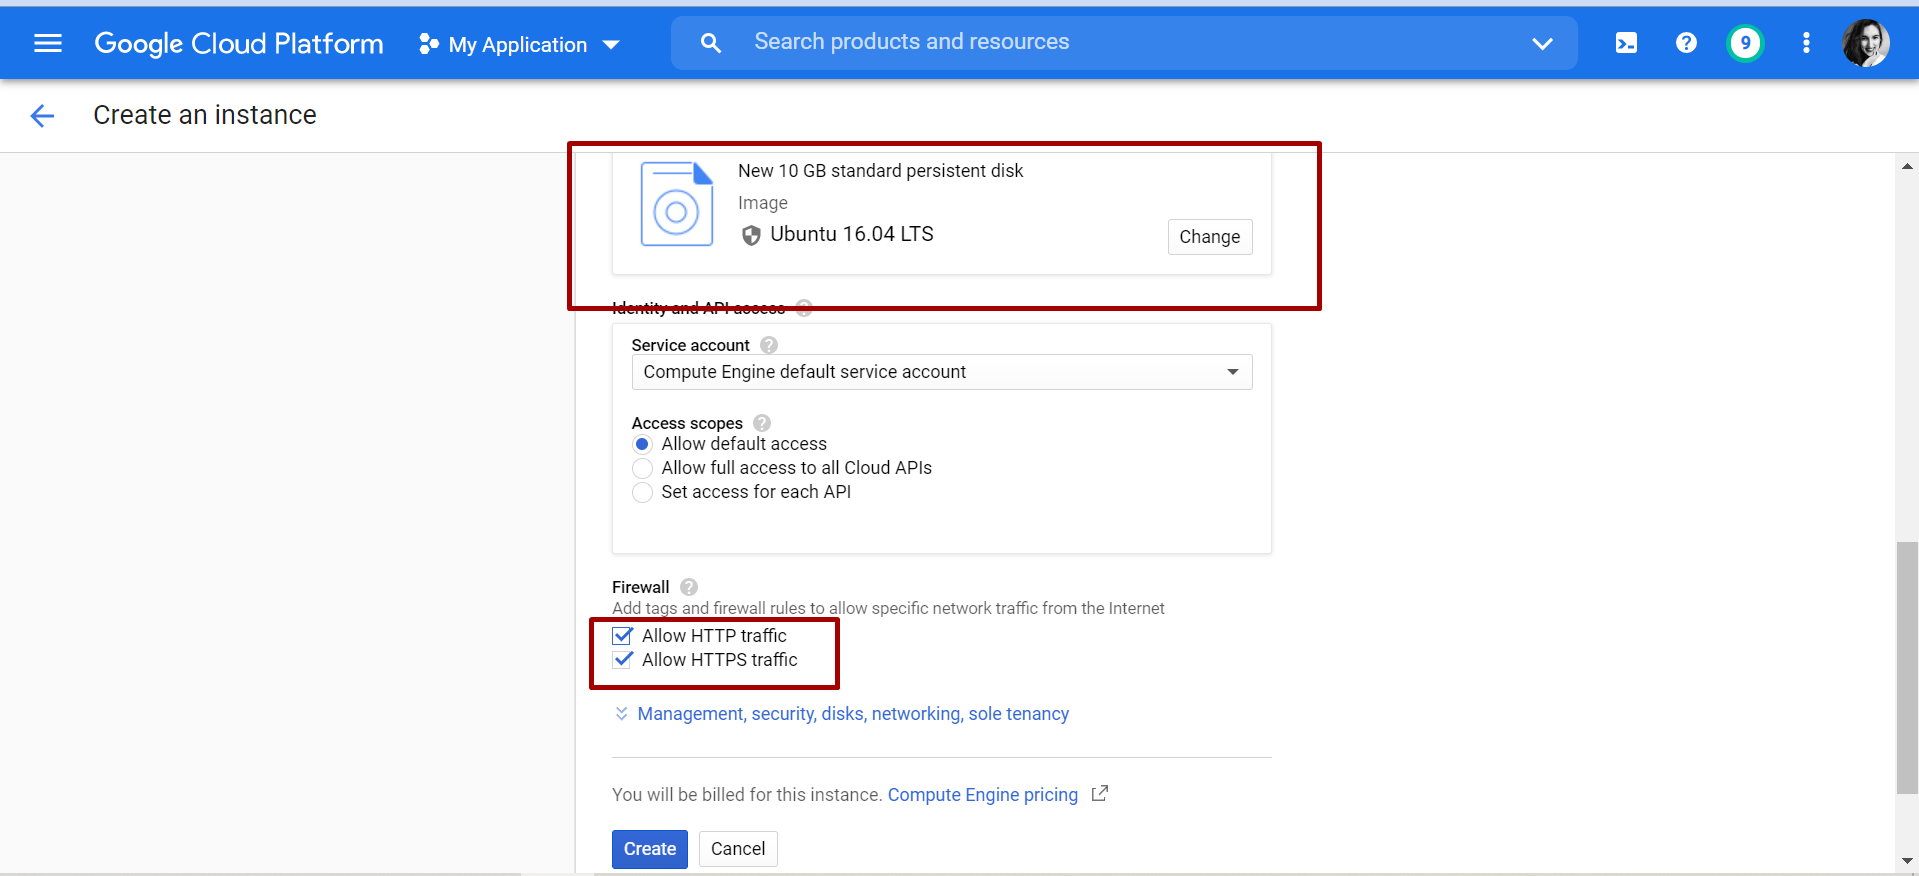 Google Cloud Platform My Application Search products and resources 9
Create an instance
New 10 GB standard persistent disk
Image
Ubuntu 16.04 LTS
Change
Identity and API access
Service account
Compute Engine default service account
Access scopes
Allow default access
Allow full access to all Cloud APIs
Set access for each API
Firewall
Add tags and firewall rules to allow specific network traffic from the Internet
Allow HTTP traffic
Allow HTTPS traffic
Management, security, disks, networking, sole tenancy
You will be billed for this instance. Compute Engine pricing
Create Cancel